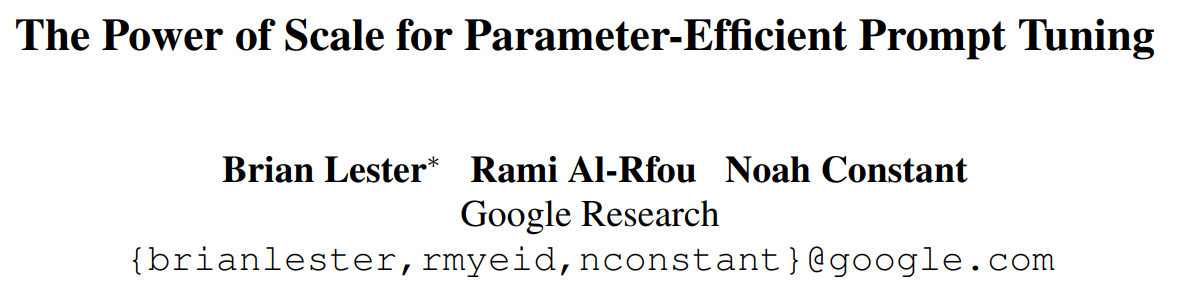 The Power of Scale for Parameter-Efficient Prompt Tuning
Brian Lester* Rami Al-Rfou Noah Constant
Google Research
{brianlester,rmyeid,nconstant}@google.com